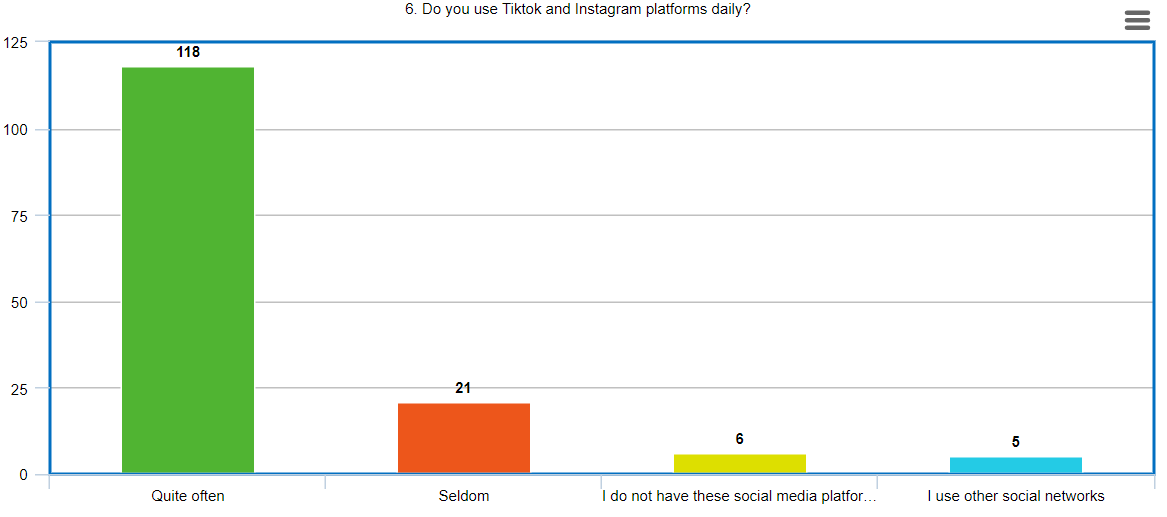 6. Do you use Tiktok and Instagram platforms daily?
125
100
75
50
25
0
118
21
6
5
Quite often
Seldom
I do not have these social media platfor…
I use other social networks